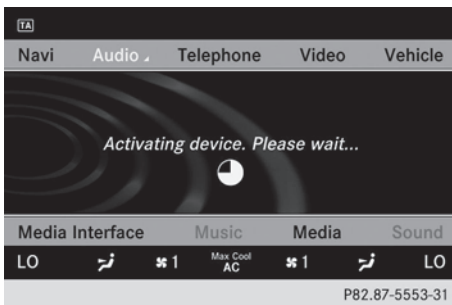 TA
Navi Audio Telephone Video Vehicle
Activating device. Please wait...
Media Interface Music Media Sound
LO 1 Max Cool AC 1 LO
P82.87-5553-31